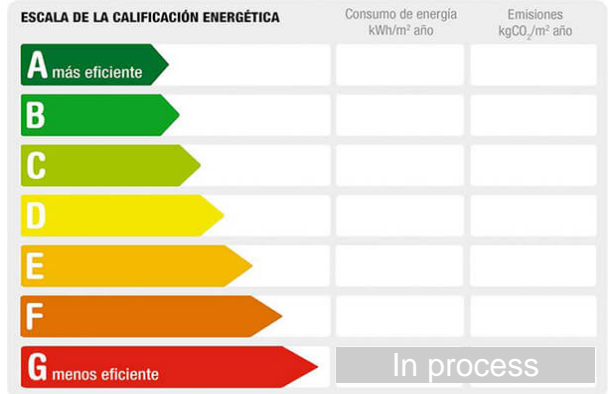 ESCALA DE LA CALIFICACIÓN ENERGÉTICA
Consumo de energía
kWh/m² año
Emisiones
kgCO₂/m² año
A más eficiente
B
C
D
E
F
G menos eficiente
In process